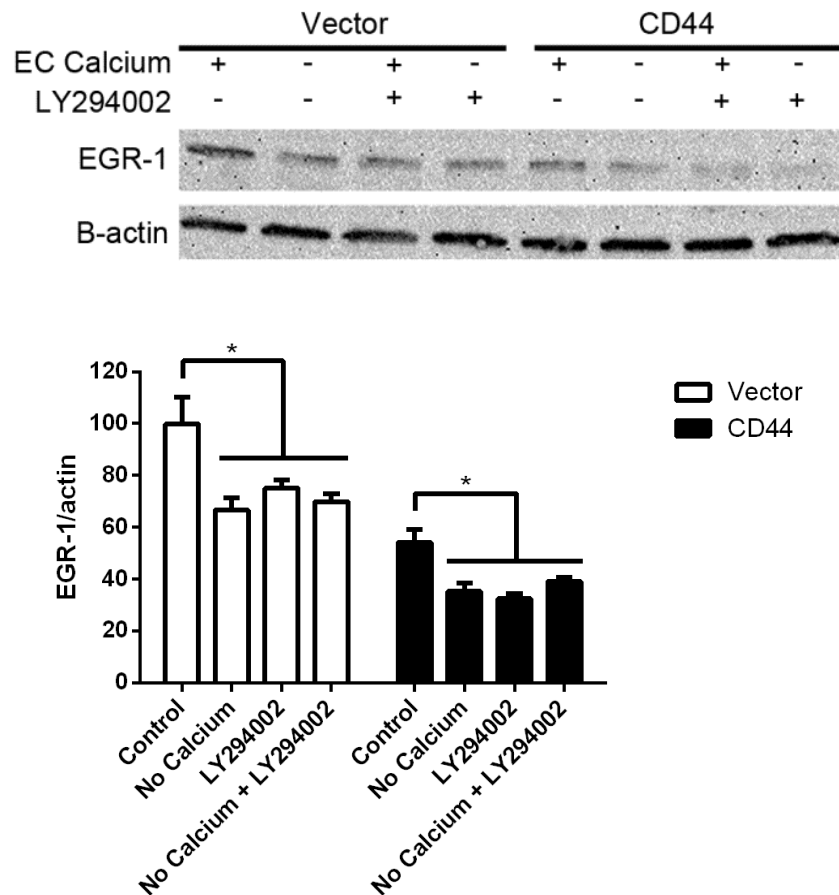 Vector CD44
EC Calcium + - + - + - + -
LY294002 - - + + - - + +
EGR-1
B-actin
*
120
100
80
60
40
20
0
EGR-1/actin
*
Vector
CD44
Control
No Calcium
LY294002
No Calcium + LY294002
Control
No Calcium
LY294002
No Calcium + LY294002